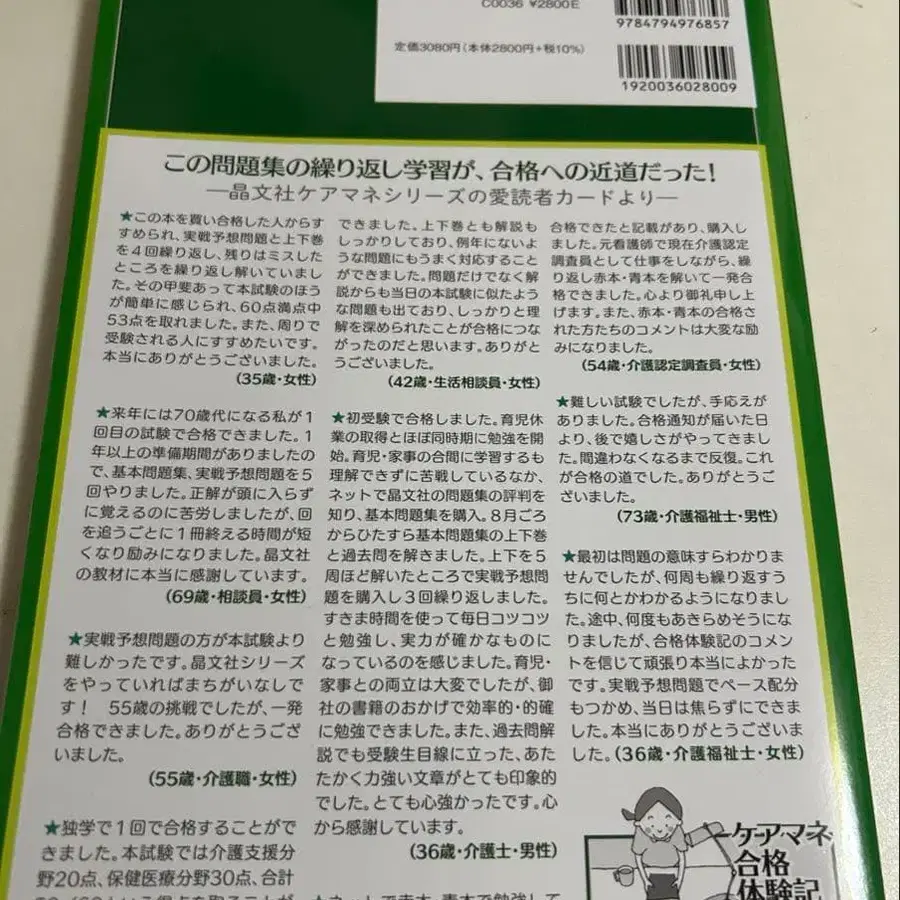 C0036 ¥2800E
9784794976857
定価3080円(本体2800円+税10%)
1920036028009
この問題集の繰り返し学習が、合格への近道だった!
—晶文社ケアマネシリーズの愛読者カードより—
★この本を買い合格した人からす
すめられ、実戦予想問題と上下巻
を4回繰り返し、残りはミスした
ところを繰り返し解いていまし
た。その甲斐あって本試験のほう
が簡単に感じられ、60点満点中
53点を取れました。また、周りで
受験される人にすすめたいです。
本当にありがとうございました。
(35歳・女性)
★来年には70歳代になる私が1
回目の試験で合格できました。1
年以上の準備期間がありましたの
で、基本問題集、実戦予想問題を5
回やりました。正解が頭に入らず
に覚えるのに苦労しましたが、回
を追うごとに1冊終える時間が短
くなり励みになりました。晶文社
の教材に本当に感謝しています。
(69歳・相談員・女性)
★実戦予想問題の方が本試験より
難しかったです。晶文社シリーズ
をやっていればまちがいなしで
す! 55歳の挑戦でしたが、一発
合格できました。ありがとうござ
いました。
(55歳・介護職・女性)
★独学で1回で合格することがで
きました。本試験では介護支援分
野20点、保健医療分野30点、合計
できました。上下巻とも解説も
しっかりしており、例年にないよ
うな問題にもうまく対応すること
ができました。問題だけでなく解
説からも当日の本試験に似たよう
な問題も出ており、しっかりと理
解を深められたことが合格につな
がったのだと思います。ありがと
うございました。
(42歳・生活相談員・女性)
★初受験で合格しました。育児休
業の取得とほぼ同時期に勉強を開
始。育児・家事の合間に学習するも
理解できずに苦戦しているなか、
ネットで晶文社の問題集の評判を
知り、基本問題集を購入。8月ごろ
からひたすら基本問題集の上下巻
と過去問を解きました。上下を5
周ほど解いたところで実戦予想問
題を購入し3回繰り返しました。
すきま時間を使って毎日コツコツ
と勉強し、実力が確かなものに
なっているのを感じました。育児・
家事との両立は大変でしたが、御
社の書籍のおかげで効率的・的確
に勉強できました。また、過去問解
説でも受験生目線に立った、あた
たかく力強い文章がとても印象的
でした。とても心強かったです。心
から感謝しています。
(36歳・介護士・男性)
合格できたと記載があり、購入し
ました。元看護師で現在介護認定
調査員として仕事をしながら、繰
り返し赤本・青本を解いて一発合
格できました。心より御礼申し上
げます。また、赤本・青本の合格さ
れた方たちのコメントは大変な励
みになりました。
(54歳・介護認定調査員・女性)
★難しい試験でしたが、手応えが
ありました。合格通知が届いた日
より、後で嬉しさがやってきまし
た。間違わなくなるまで反復。これ
が合格の道でした。ありがとうご
ざいました。
(73歳・介護福祉士・男性)
★最初は問題の意味すらわかりま
せんでしたが、何周も繰り返すう
ちに何とかわかるようになりまし
た。途中、何度もあきらめそうにな
りましたが、合格体験記のコメン
トを信じて頑張り本当によかった
です。実戦予想問題でペース配分
もつかめ、当日は焦らずにできま
した。本当にありがとうございま
した。(36歳・介護福祉士・女性)
ケアマネ
合格
体験記